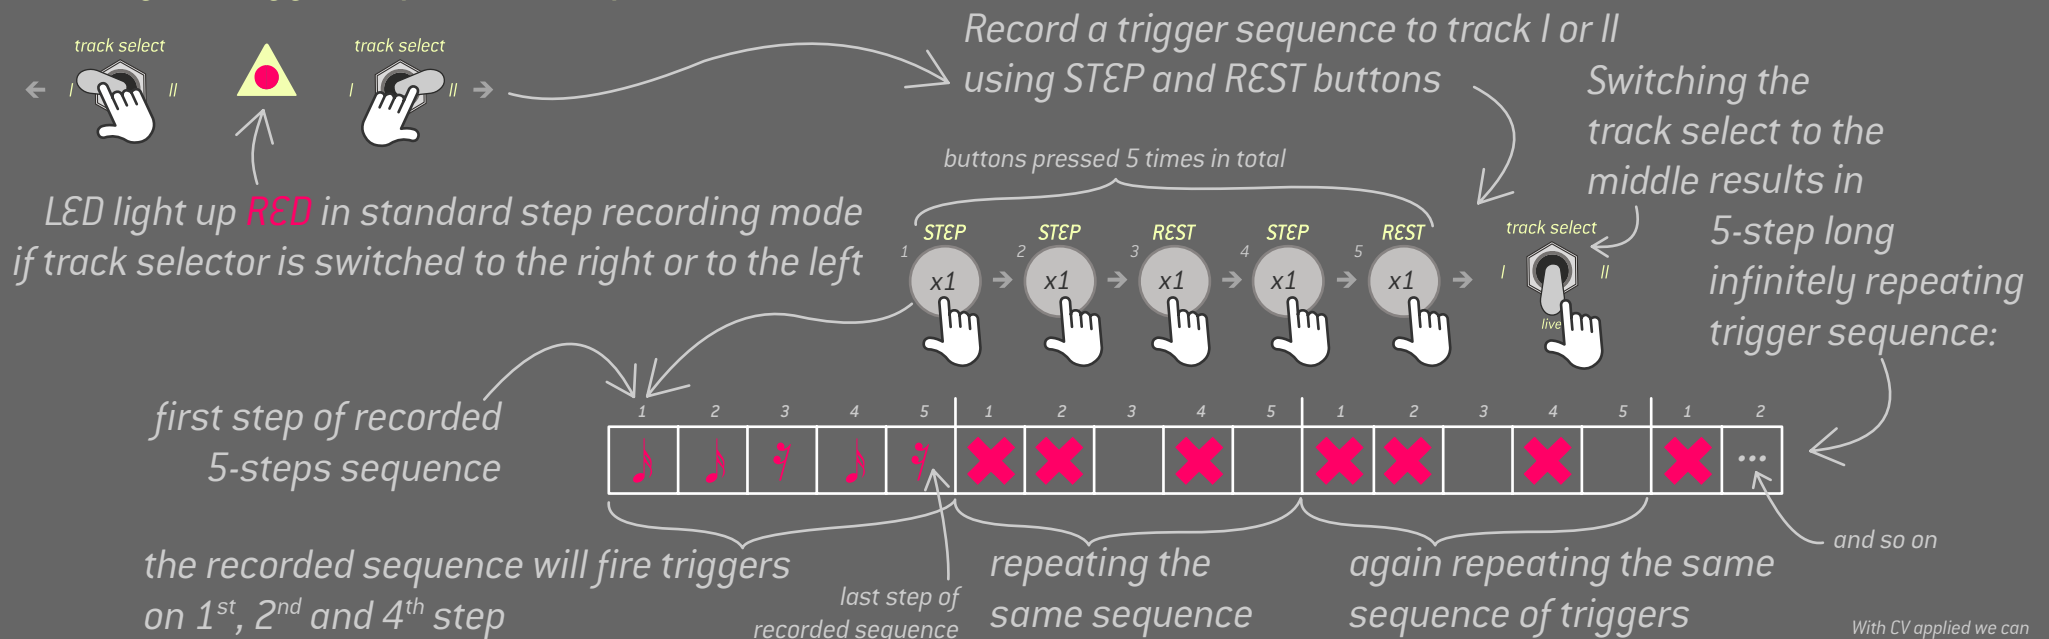 track select
I
II
track select
I
II
Record a trigger sequence to track I or II
using STEP and REST buttons
Switching the
track select to the
middle results in
5-step long
infinitely repeating
trigger sequence:
LED light up RED in standard step recording mode
if track selector is switched to the right or to the left
buttons pressed 5 times in total
1 STEP
x1
2 STEP
x1
3 REST
x1
4 STEP
x1
5 REST
x1
track select
I
II
live
first step of recorded
5-steps sequence
1 2 3 4 5 1 2 3 4 5 1 2 3 4 5 1 2
...
the recorded sequence will fire triggers
on 1st, 2nd and 4th step
last step of
recorded sequence
repeating the
same sequence
again repeating the same
sequence of triggers
and so on
With CV applied we can